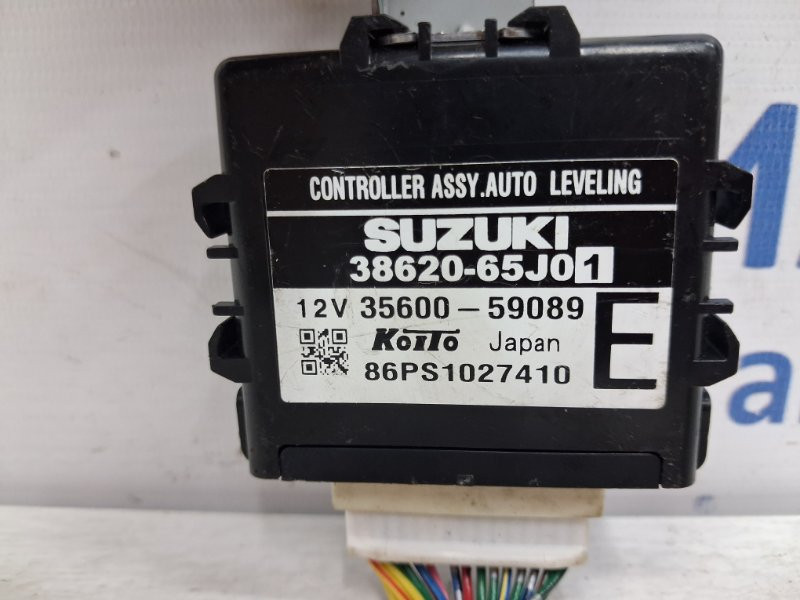 CONTROLLER ASSY.AUTO LEVELING
SUZUKI
38620-65J01
12V 35600-59089 E
KOITO Japan
86PS1027410